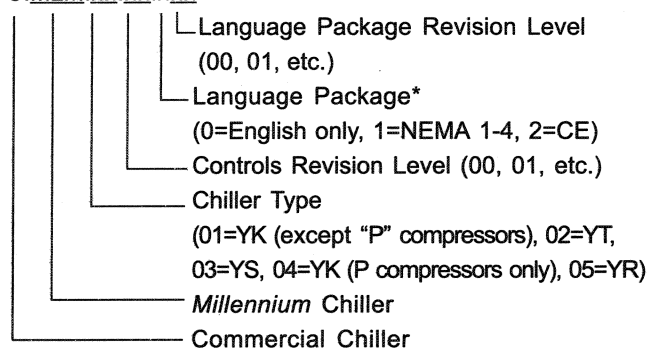 Language Package Revision Level
(00, 01, etc.)
Language Package*
(0=English only, 1=NEMA 1-4, 2=CE)
Controls Revision Level (00, 01, etc.)
Chiller Type
(01=YK (except “P” compressors), 02=YT,
03=YS, 04=YK (P compressors only), 05=YR)
Millennium Chiller
Commercial Chiller